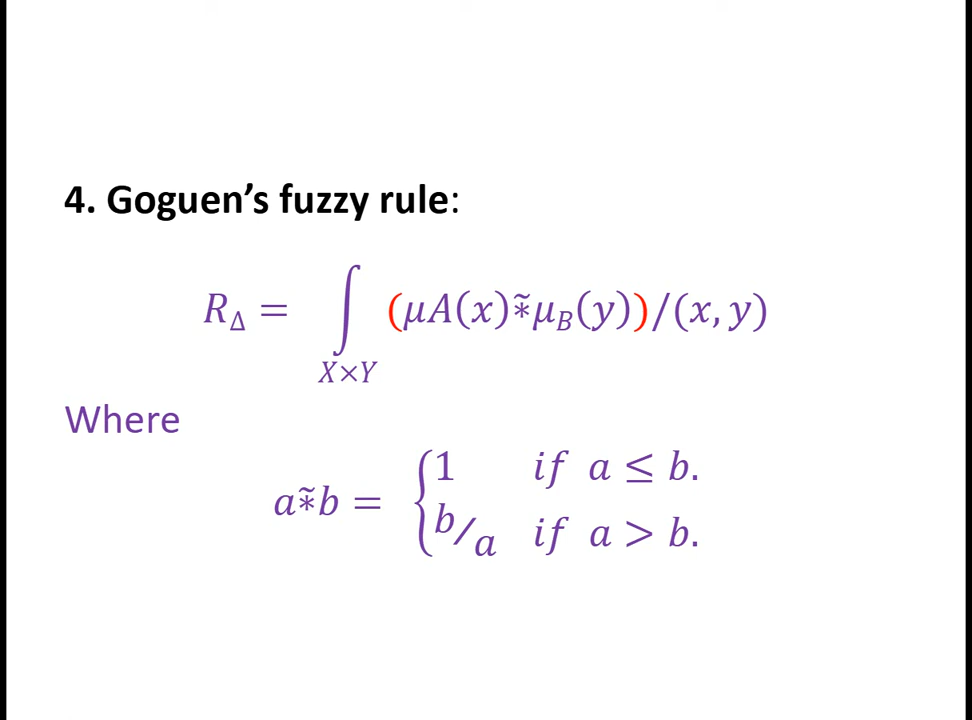 4. Goguen’s fuzzy rule:
R_Δ = ∫_{X×Y} (μA(x) *̃ μ_B(y))/(x, y)
Where
a *̃ b = { 1 if a ≤ b.
b/a if a > b.